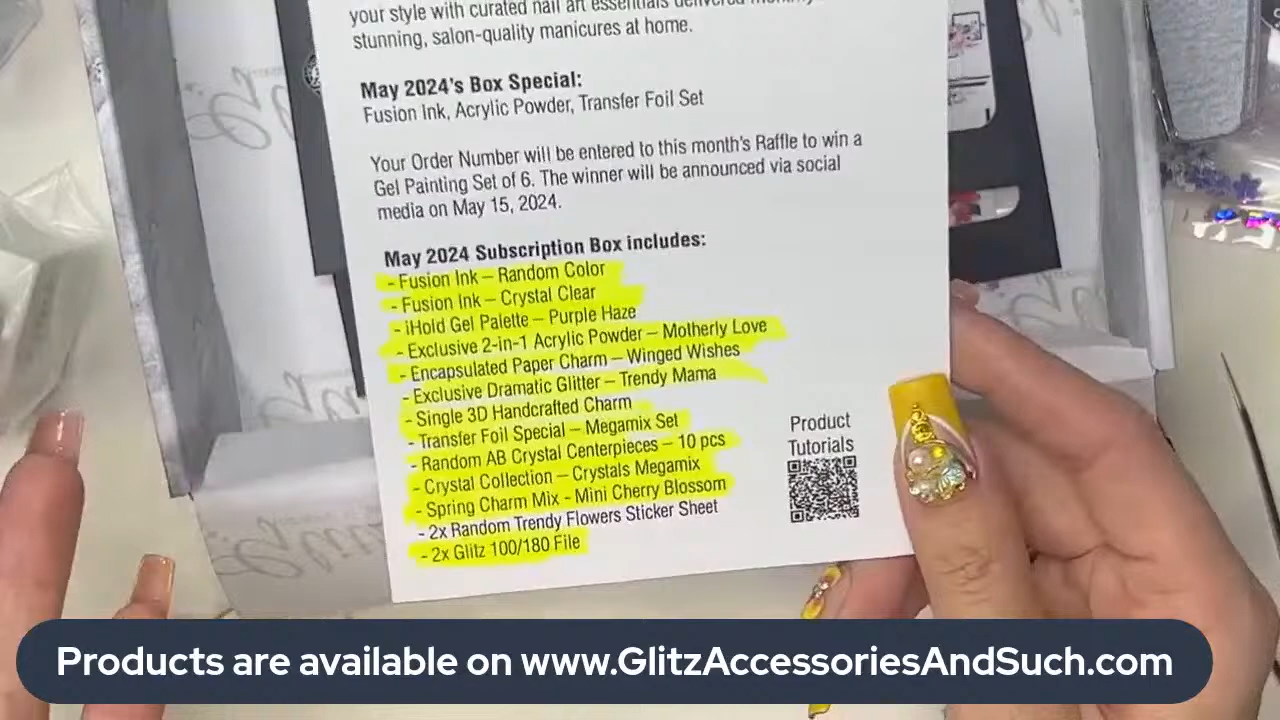 your style with curated nail art essentials delivered monthly
stunning, salon-quality manicures at home.
May 2024's Box Special:
Fusion Ink, Acrylic Powder, Transfer Foil Set
Your Order Number will be entered to this month's Raffle to win a
Gel Painting Set of 6. The winner will be announced via social
media on May 15, 2024.
May 2024 Subscription Box includes:
- Fusion Ink – Random Color
- Fusion Ink – Crystal Clear
- iHold Gel Palette – Purple Haze
- Exclusive 2-in-1 Acrylic Powder – Motherly Love
- Encapsulated Paper Charm – Winged Wishes
- Exclusive Dramatic Glitter – Trendy Mama
- Single 3D Handcrafted Charm
- Transfer Foil Special – Megamix Set
- Random AB Crystal Centerpieces – 10 pcs
- Crystal Collection – Crystals Megamix
- Spring Charm Mix - Mini Cherry Blossom
- 2x Random Trendy Flowers Sticker Sheet
- 2x Glitz 100/180 File
Product
Tutorials
Products are available on www.GlitzAccessoriesAndSuch.com